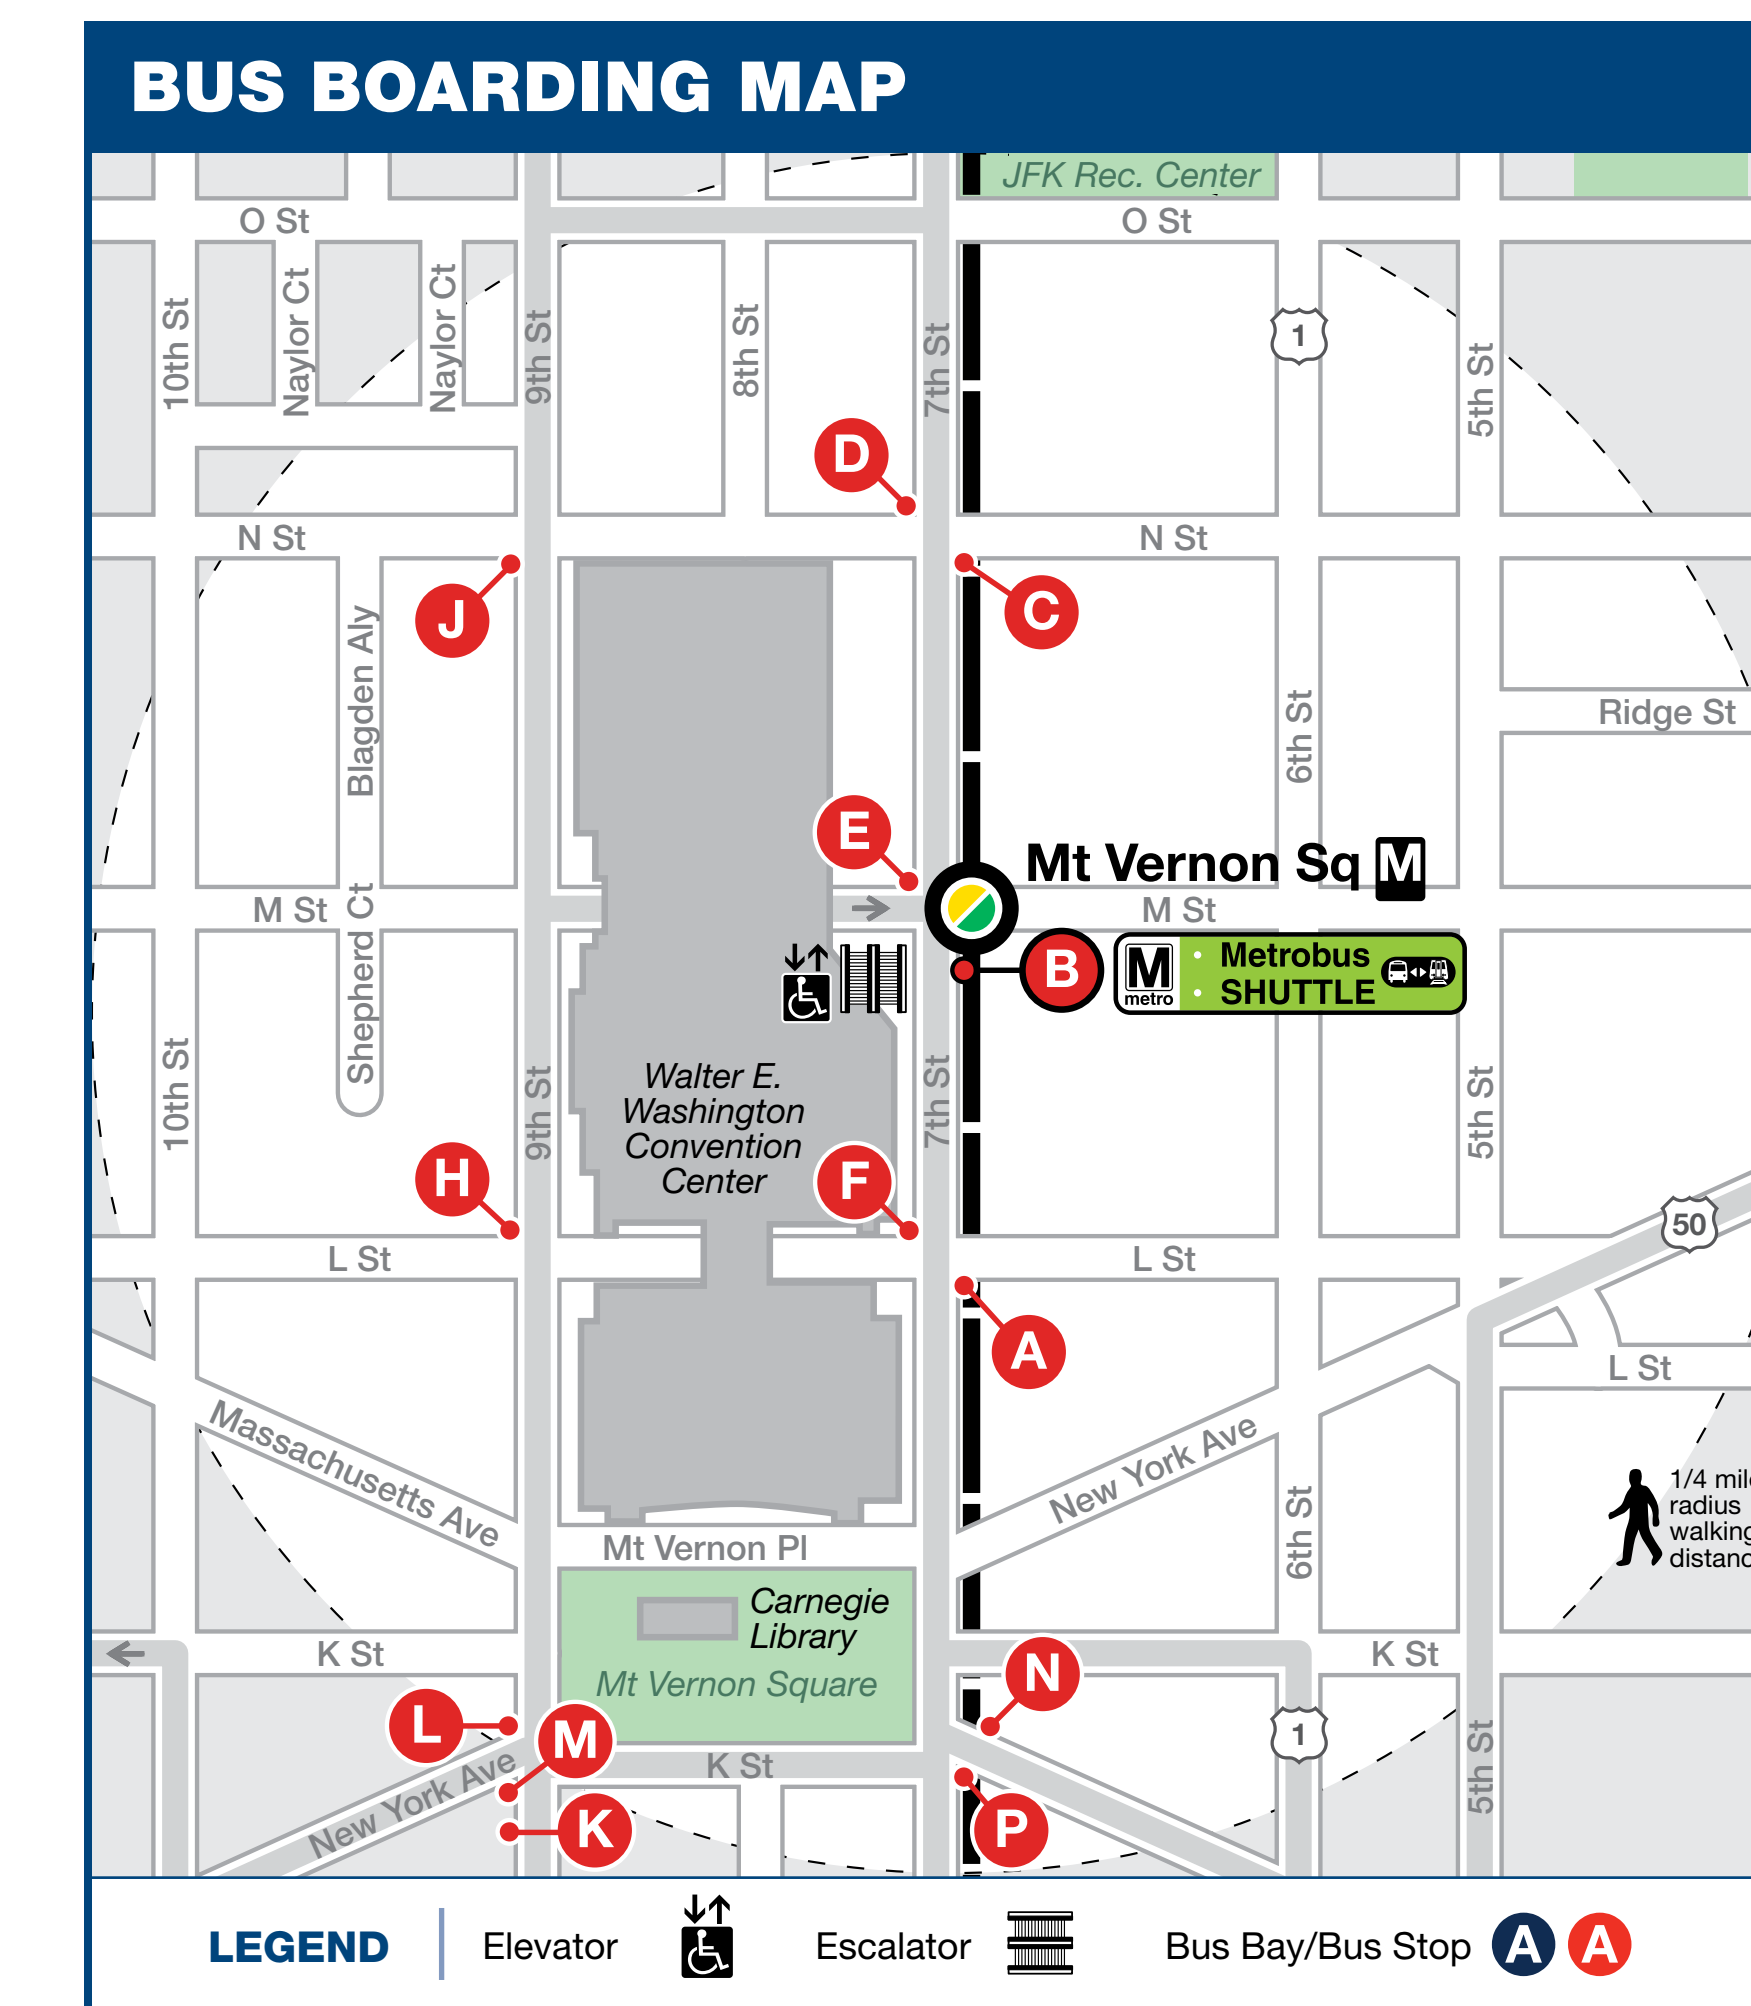 BUS BOARDING MAP
JFK Rec. Center
O St
O St
10th St
Naylor Ct
Naylor Ct
9th St
8th St
7th St
1
5th St
D
N St
N St
J
C
Blagden Aly
6th St
Ridge St
E
Mt Vernon Sq M
M St
M St
Shepherd Ct
B
M
metro
• Metrobus
• SHUTTLE
10th St
9th St
Walter E.
Washington
Convention
Center
7th St
5th St
H
F
50
L St
L St
A
L St
Massachusetts Ave
New York Ave
6th St
1/4 mil
radius
walking
distanc
Mt Vernon Pl
Carnegie
Library
Mt Vernon Square
K St
K St
N
L
M
1
K St
5th St
New York Ave
K
P
LEGEND
Elevator
Escalator
Bus Bay/Bus Stop A A